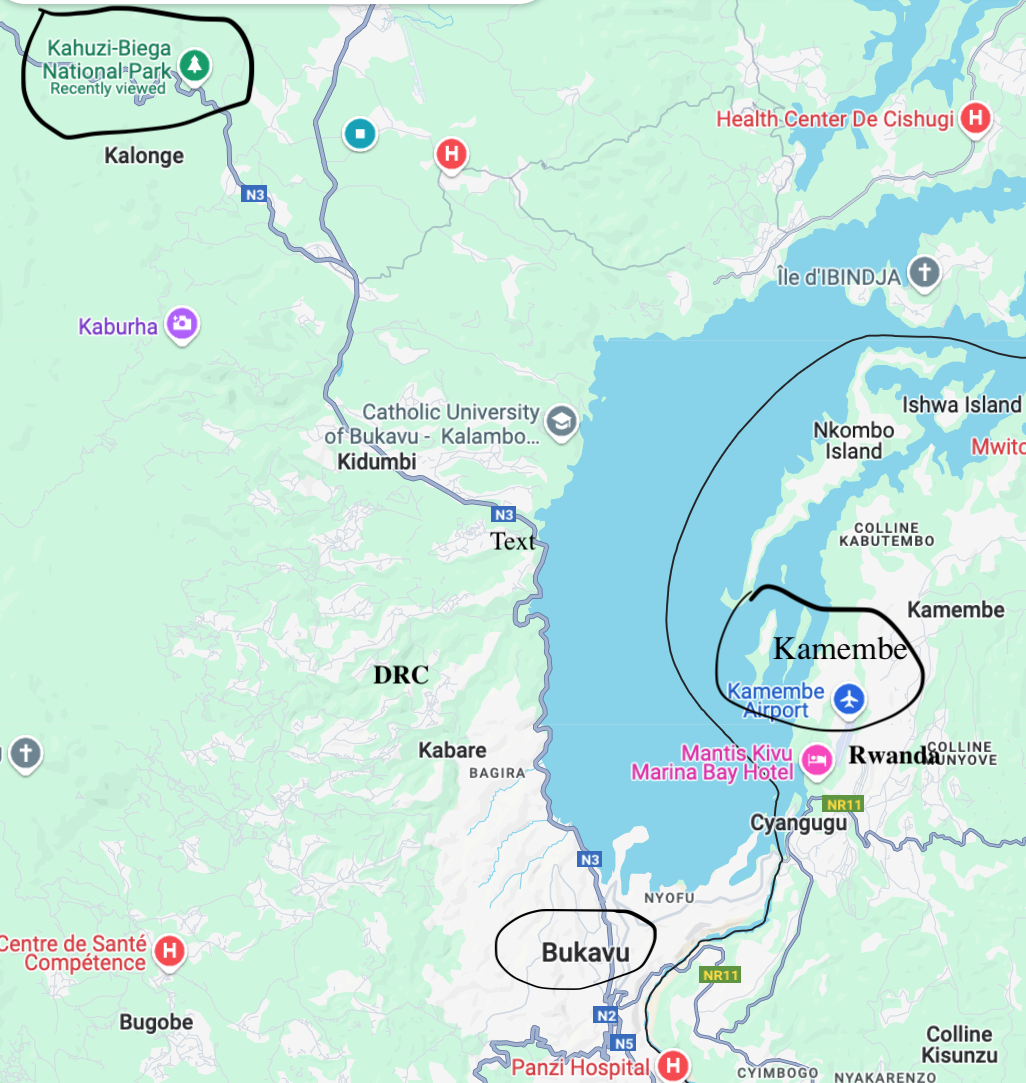 Kahuzi-Biega
National Park
Recently viewed
Kalonge
Health Center De Cishugi
H
H
N3
Île d'IBINDJA
Kaburha
Catholic University
of Bukavu - Kalambo...
Kidumbi
Ishwa Island
Nkombo
Island
Mwito
N3
Text
COLLINE
KABUTEMBO
Kamembe
Kamembe
DRC
Kamembe
Airport
Kabare
BAGIRA
Mantis Kivu
Marina Bay Hotel
Rwanda
COLLINE
MUNYOVE
NR11
Cyangugu
N3
NYOFU
Bukavu
Centre de Santé
Compétence
H
NR11
Bugobe
N2
N5
Colline
Kisunzu
Panzi Hospital
H
CYIMBOGO
NYAKARENZO